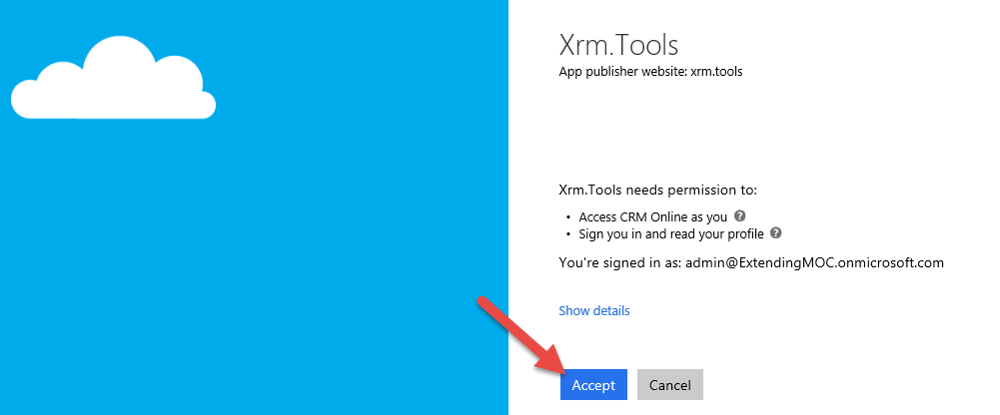 Xrm.Tools
App publisher website: xrm.tools
Xrm.Tools needs permission to:
• Access CRM Online as you ?
• Sign you in and read your profile ?
You're signed in as: admin@ExtendingMOC.onmicrosoft.com
Show details
Accept Cancel